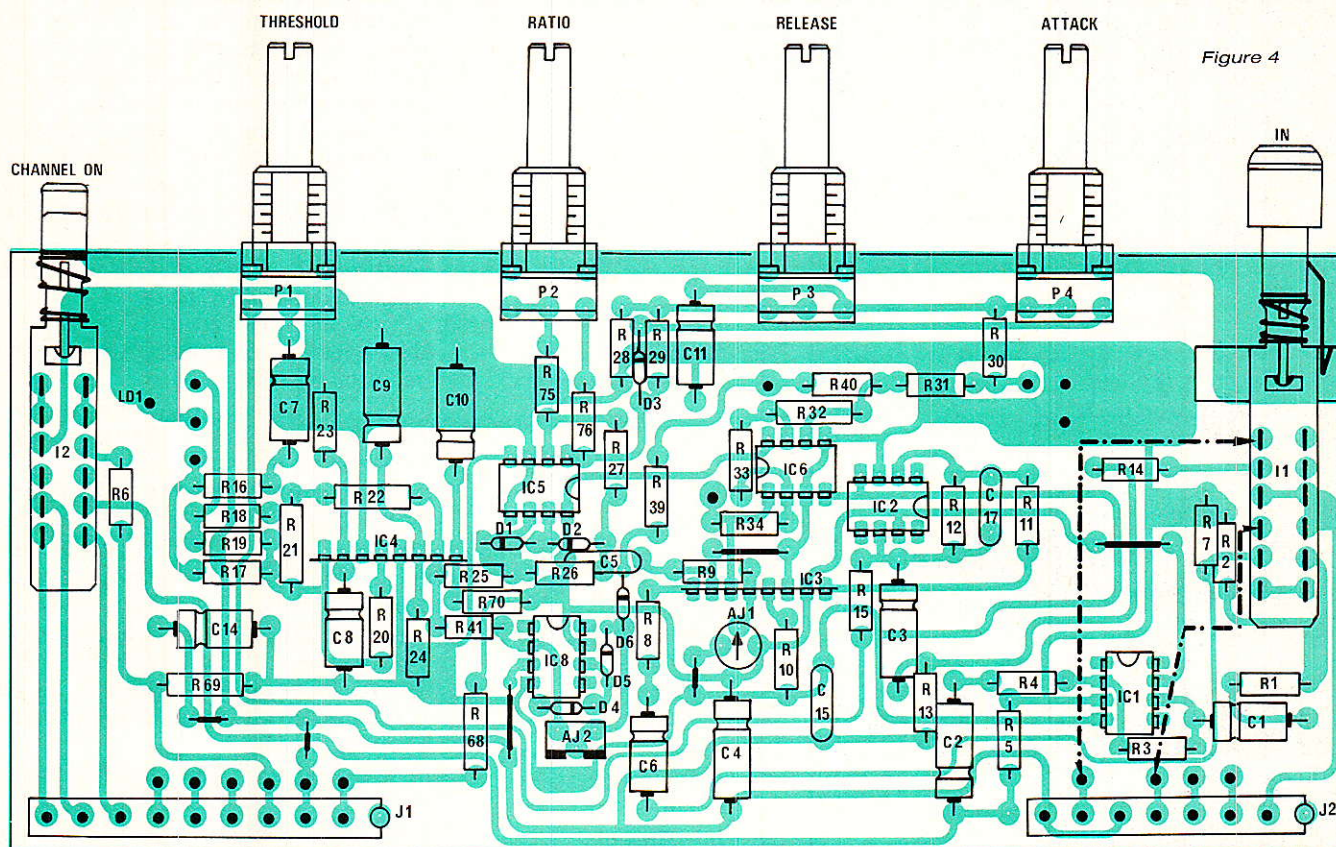 THRESHOLD
RATIO
RELEASE
ATTACK
Figure 4
CHANNEL ON
IN
P1
P2
P3
P4
R 28
R 29
C11
R 30
D3
R 75
R40
R31
LD1
C7
R 23
C9
C10
R 76
R32
I2
R6
R16
R 22
IC5
R 27
R 39
R 33
IC6
IC2
R 12
C 17
R 11
R14
I1
R18
R 21
R34
R 7
R 2
R19
IC4
D1
D2
C5
R17
R25
R26
R9
IC3
R 15
R70
D6
AJ1
C14
C 8
R 20
R 24
R41
IC8
R 8
R 10
C3
D5
R69
R 68
D4
C 15
R 13
R4
IC1
R1
AJ2
C6
C4
C2
R 5
R3
C1
J1
J2